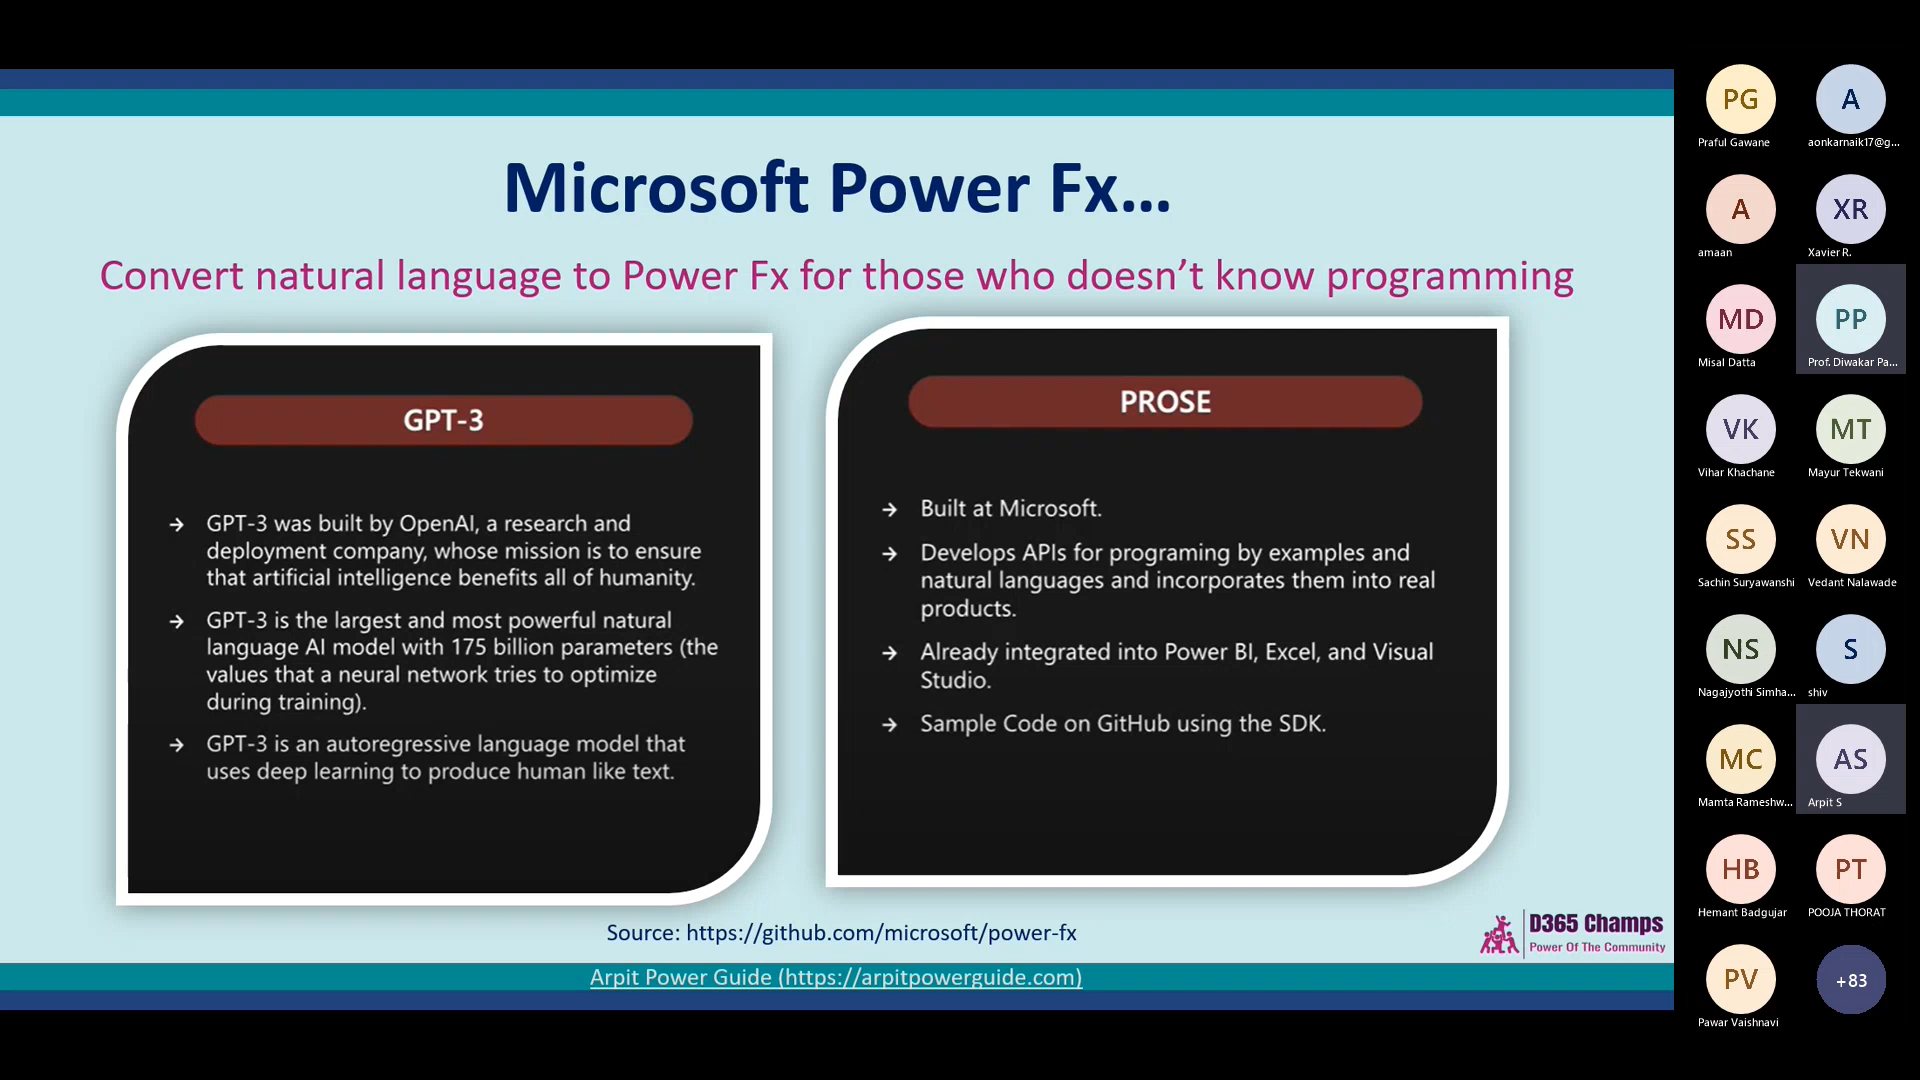 Microsoft Power Fx...
Convert natural language to Power Fx for those who doesn't know programming
GPT-3
→ GPT-3 was built by OpenAI, a research and
deployment company, whose mission is to ensure
that artificial intelligence benefits all of humanity.
→ GPT-3 is the largest and most powerful natural
language AI model with 175 billion parameters (the
values that a neural network tries to optimize
during training).
→ GPT-3 is an autoregressive language model that
uses deep learning to produce human like text.
PROSE
→ Built at Microsoft.
→ Develops APIs for programing by examples and
natural languages and incorporates them into real
products.
→ Already integrated into Power BI, Excel, and Visual
Studio.
→ Sample Code on GitHub using the SDK.
Source: https://github.com/microsoft/power-fx
D365 Champs
Power Of The Community
Arpit Power Guide (https://arpitpowerguide.com)
PG
Praful Gawane
A
aonkarnaik17@g...
A
amaan
XR
Xavier R.
MD
Misal Datta
PP
Prof. Diwakar Pa...
VK
Vihar Khachane
MT
Mayur Tekwani
SS
Sachin Suryawanshi
VN
Vedant Nalawade
NS
Nagajyothi Simha...
S
shiv
MC
Mamta Rameshw...
AS
Arpit S
HB
Hemant Badgujar
PT
POOJA THORAT
PV
Pawar Vaishnavi
+83